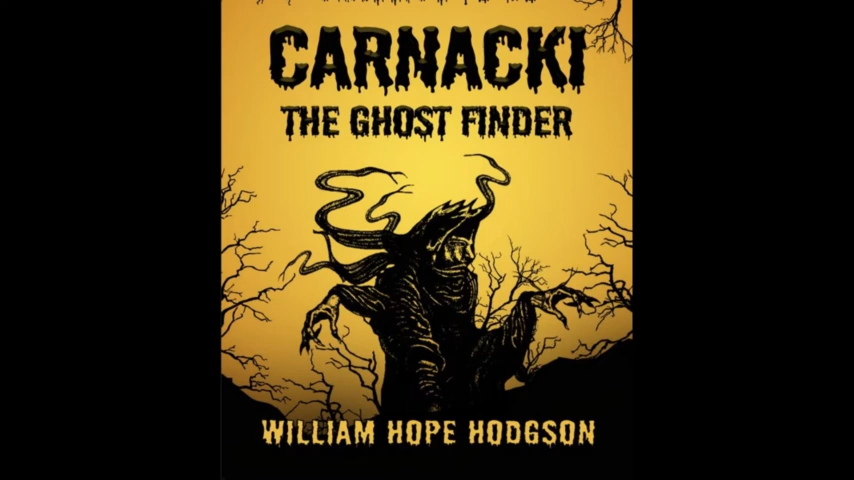 CARNACKI
THE GHOST FINDER
WILLIAM HOPE HODGSON